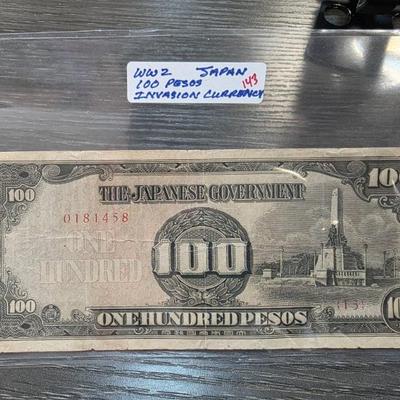 WW2 JAPAN
100 PESOS 143
INVASION CURRENCY
100 THE JAPANESE GOVERNMENT 100
0181458
ONE
HUNDRED
100
100 ONE HUNDRED PESOS 10